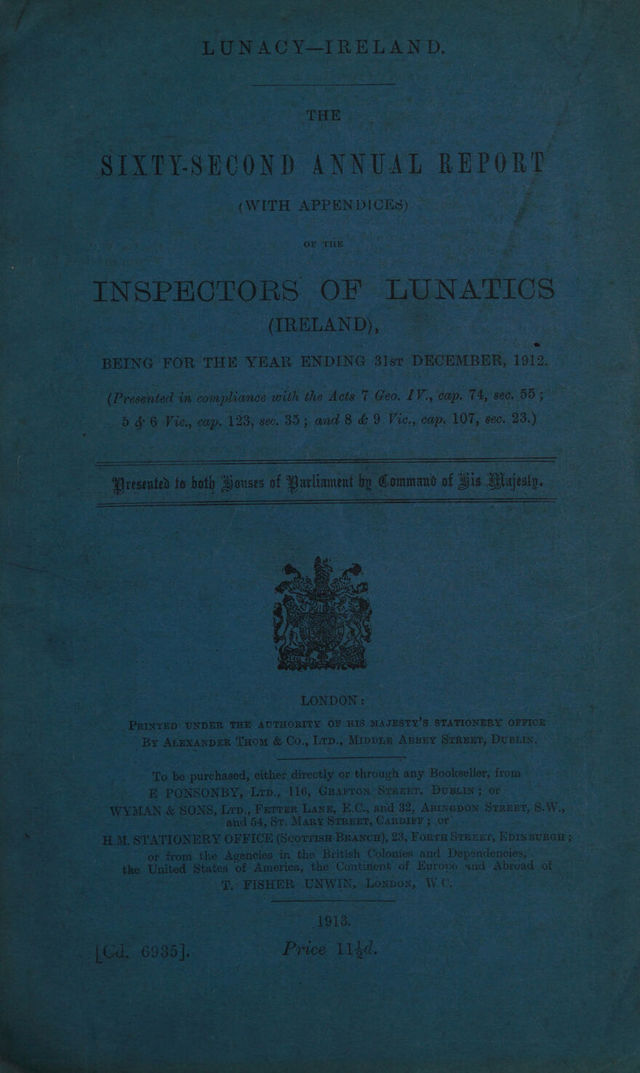 LUNACY—IRELAND.
THE
SIXTY-SECOND ANNUAL REPORT
(WITH APPENDICES)
OF THE
INSPECTORS OF LUNATICS
(IRELAND),
BEING FOR THE YEAR ENDING 31ST DECEMBER, 1912.
(Presented in compliance with the Acts 7 Geo. IV., cap. 74, sec. 55;
5 & 6 Vic., cap. 123, sec. 35; and 8 & 9 Vic., cap. 107, sec. 23.)
Presented to both Houses of Parliament by Command of His Majesty.
LONDON:
PRINTED UNDER THE AUTHORITY OF HIS MAJESTY'S STATIONERY OFFICE
BY ALEXANDER THOM & CO., LTD., MIDDLE ABBEY STREET, DUBLIN.
To be purchased, either directly or through any Bookseller, from
E PONSONBY, LTD., 116, GRAFTON STREET, DUBLIN; or
WYMAN & SONS, LTD., FETTER LANE, E.C., and 32, ABINGDON STREET, S.W.,
and 54, ST. MARY STREET, CARDIFF; or
H.M. STATIONERY OFFICE (SCOTTISH BRANCH), 23, FORTH STREET, EDINBURGH;
or from the Agencies in the British Colonies and Dependencies,
the United States of America, the Continent of Europe and Abroad of
T. FISHER UNWIN, LONDON, W.C.
1913.
[Cd. 6935]. Price 11½d.